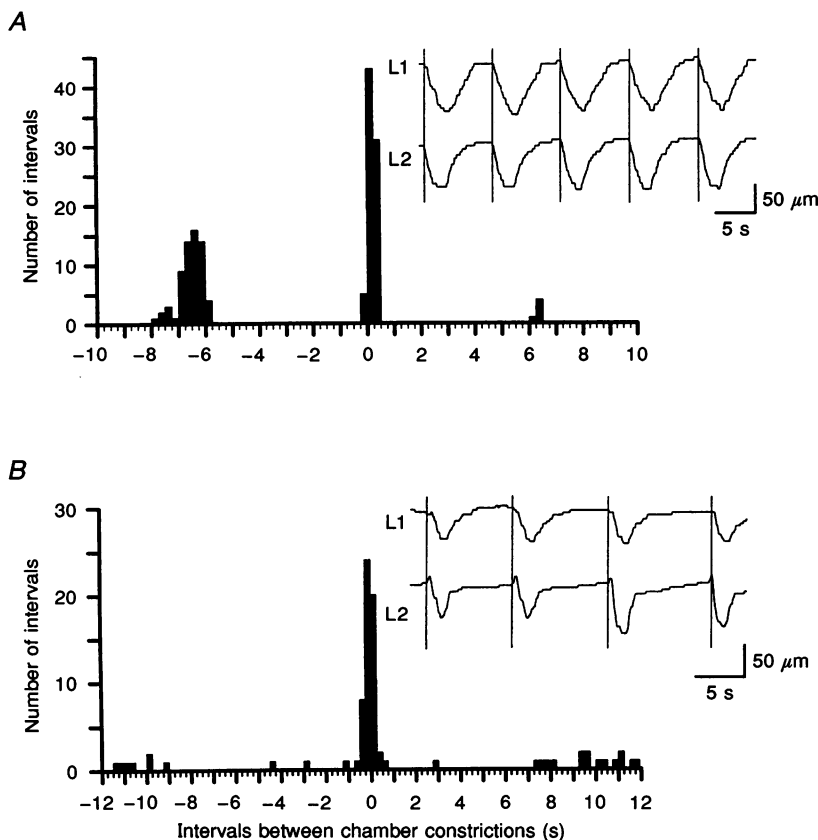 A
Number of intervals
40
30
20
10
0
−10 −8 −6 −4 −2 0 2 4 6 8 10
L1
L2
50 μm
5 s
B
Number of intervals
30
20
10
0
−12 −10 −8 −6 −4 −2 0 2 4 6 8 10 12
Intervals between chamber constrictions (s)
L1
L2
50 μm
5 s